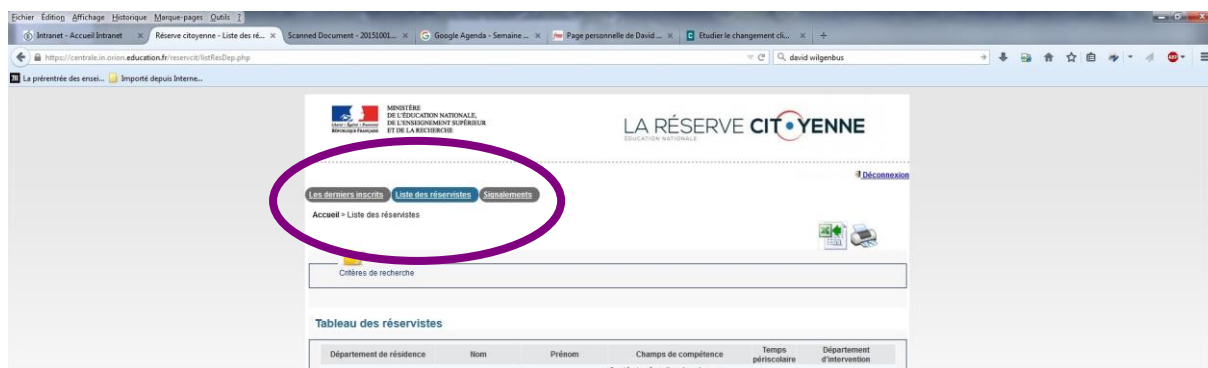 Fichier Édition Affichage Historique Marque-pages Outils ?
Intranet - Accueil Intranet × Réserve citoyenne - Liste des ré... × Scanned Document - 20151001... × Google Agenda - Semaine ... × Page personnelle de David ... × Etudier le changement cli... × +
https://centrale.in.orion.education.fr/reservcit/listResDep.php david wilgenbus
La prérentrée des ensei... Importé depuis Interne...
MINISTÈRE
DE L'ÉDUCATION NATIONALE,
DE L'ENSEIGNEMENT SUPÉRIEUR
ET DE LA RECHERCHE
Liberté • Égalité • Fraternité
RÉPUBLIQUE FRANÇAISE
LA RÉSERVE CITOYENNE
ÉDUCATION NATIONALE
Déconnexion
Les derniers inscrits Liste des réservistes Signalements
Accueil > Liste des réservistes
Critères de recherche
Tableau des réservistes
Département de résidence Nom Prénom Champs de compétence Temps périscolaire Département d'intervention